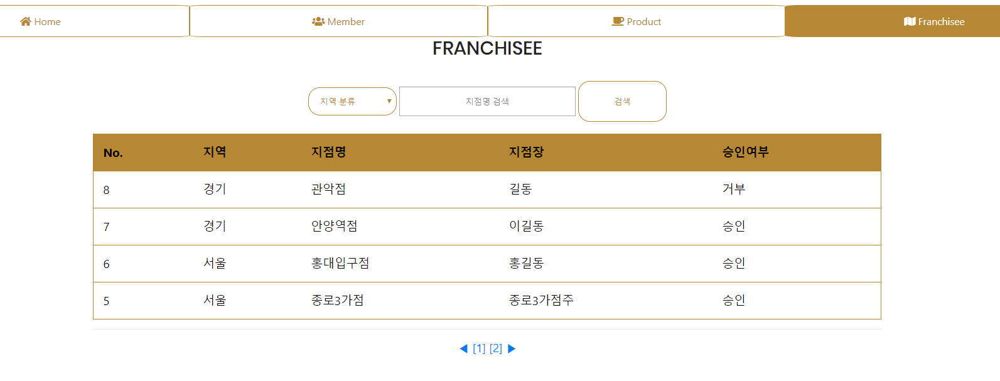 Home Member Product Franchisee
FRANCHISEE
지역 분류 ▼ 지점명 검색 검색
No. 지역 지점명 지점장 승인여부
8 경기 관악점 길동 거부
7 경기 안양역점 이길동 승인
6 서울 홍대입구점 홍길동 승인
5 서울 종로3가점 종로3가점주 승인
◀ [1] [2] ▶